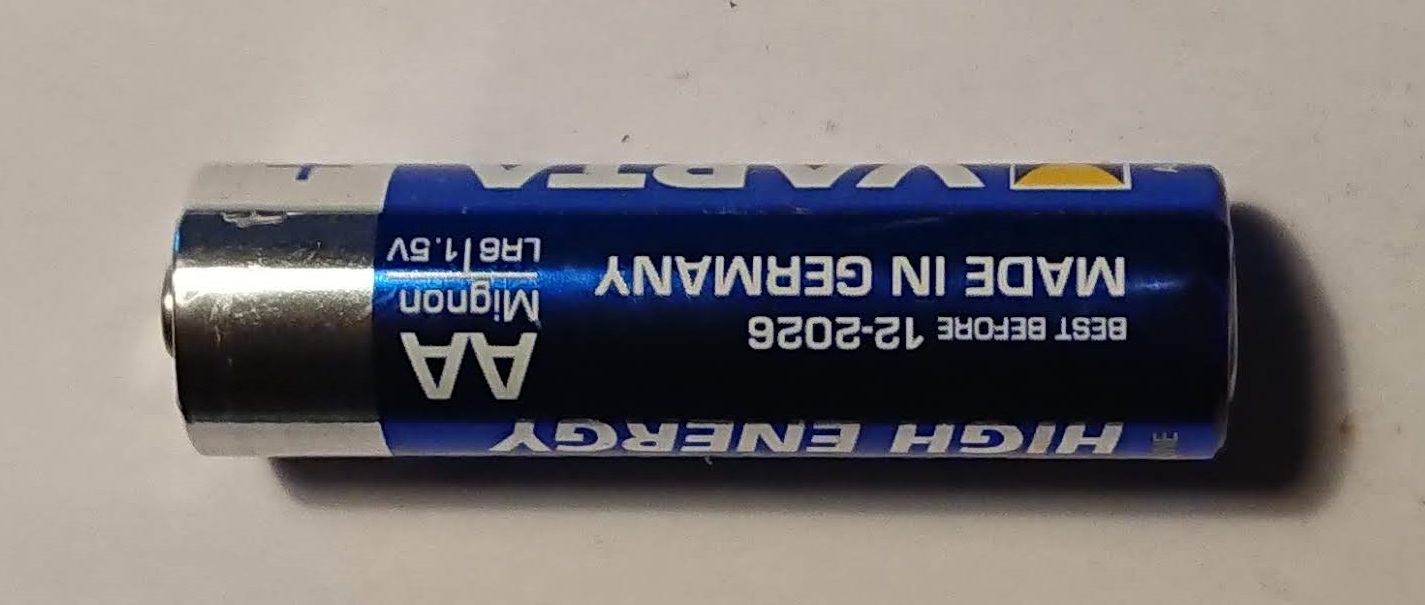 HIGH ENERGY
BEST BEFORE 12-2026
MADE IN GERMANY
AA
Mignon
LR6 | 1.5V
VARTA